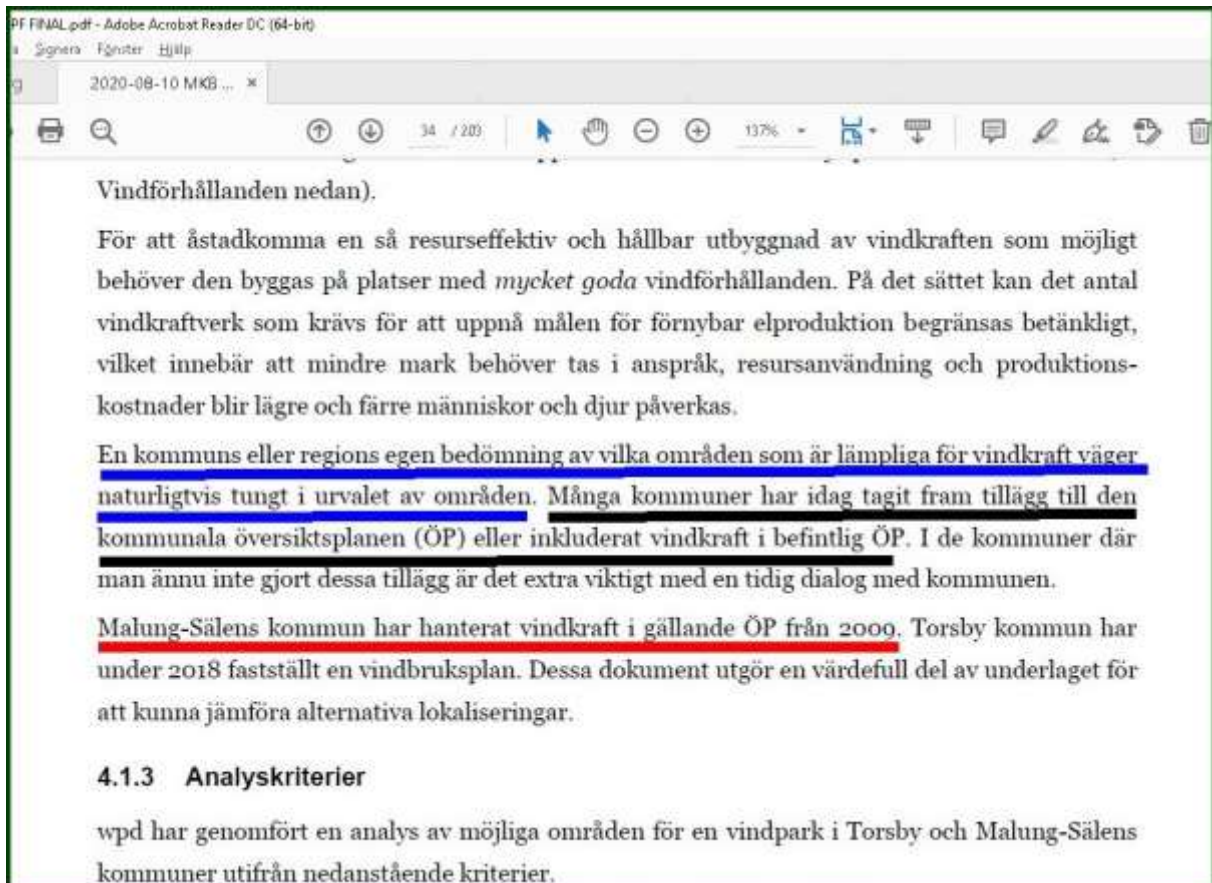 PF FINAL.pdf - Adobe Acrobat Reader DC (64-bit)
a Signera Fönster Hjälp
g 2020-08-10 MKB ... ×
34 / 203 137%
Vindförhållanden nedan).
För att åstadkomma en så resurseffektiv och hållbar utbyggnad av vindkraften som möjligt
behöver den byggas på platser med mycket goda vindförhållanden. På det sättet kan det antal
vindkraftverk som krävs för att uppnå målen för förnybar elproduktion begränsas betänkligt,
vilket innebär att mindre mark behöver tas i anspråk, resursanvändning och produktions-
kostnader blir lägre och färre människor och djur påverkas.
En kommuns eller regions egen bedömning av vilka områden som är lämpliga för vindkraft väger
naturligtvis tungt i urvalet av områden. Många kommuner har idag tagit fram tillägg till den
kommunala översiktsplanen (ÖP) eller inkluderat vindkraft i befintlig ÖP. I de kommuner där
man ännu inte gjort dessa tillägg är det extra viktigt med en tidig dialog med kommunen.
Malung-Sälens kommun har hanterat vindkraft i gällande ÖP från 2009. Torsby kommun har
under 2018 fastställt en vindbruksplan. Dessa dokument utgör en värdefull del av underlaget för
att kunna jämföra alternativa lokaliseringar.
4.1.3 Analyskriterier
wpd har genomfört en analys av möjliga områden för en vindpark i Torsby och Malung-Sälens
kommuner utifrån nedanstående kriterier.